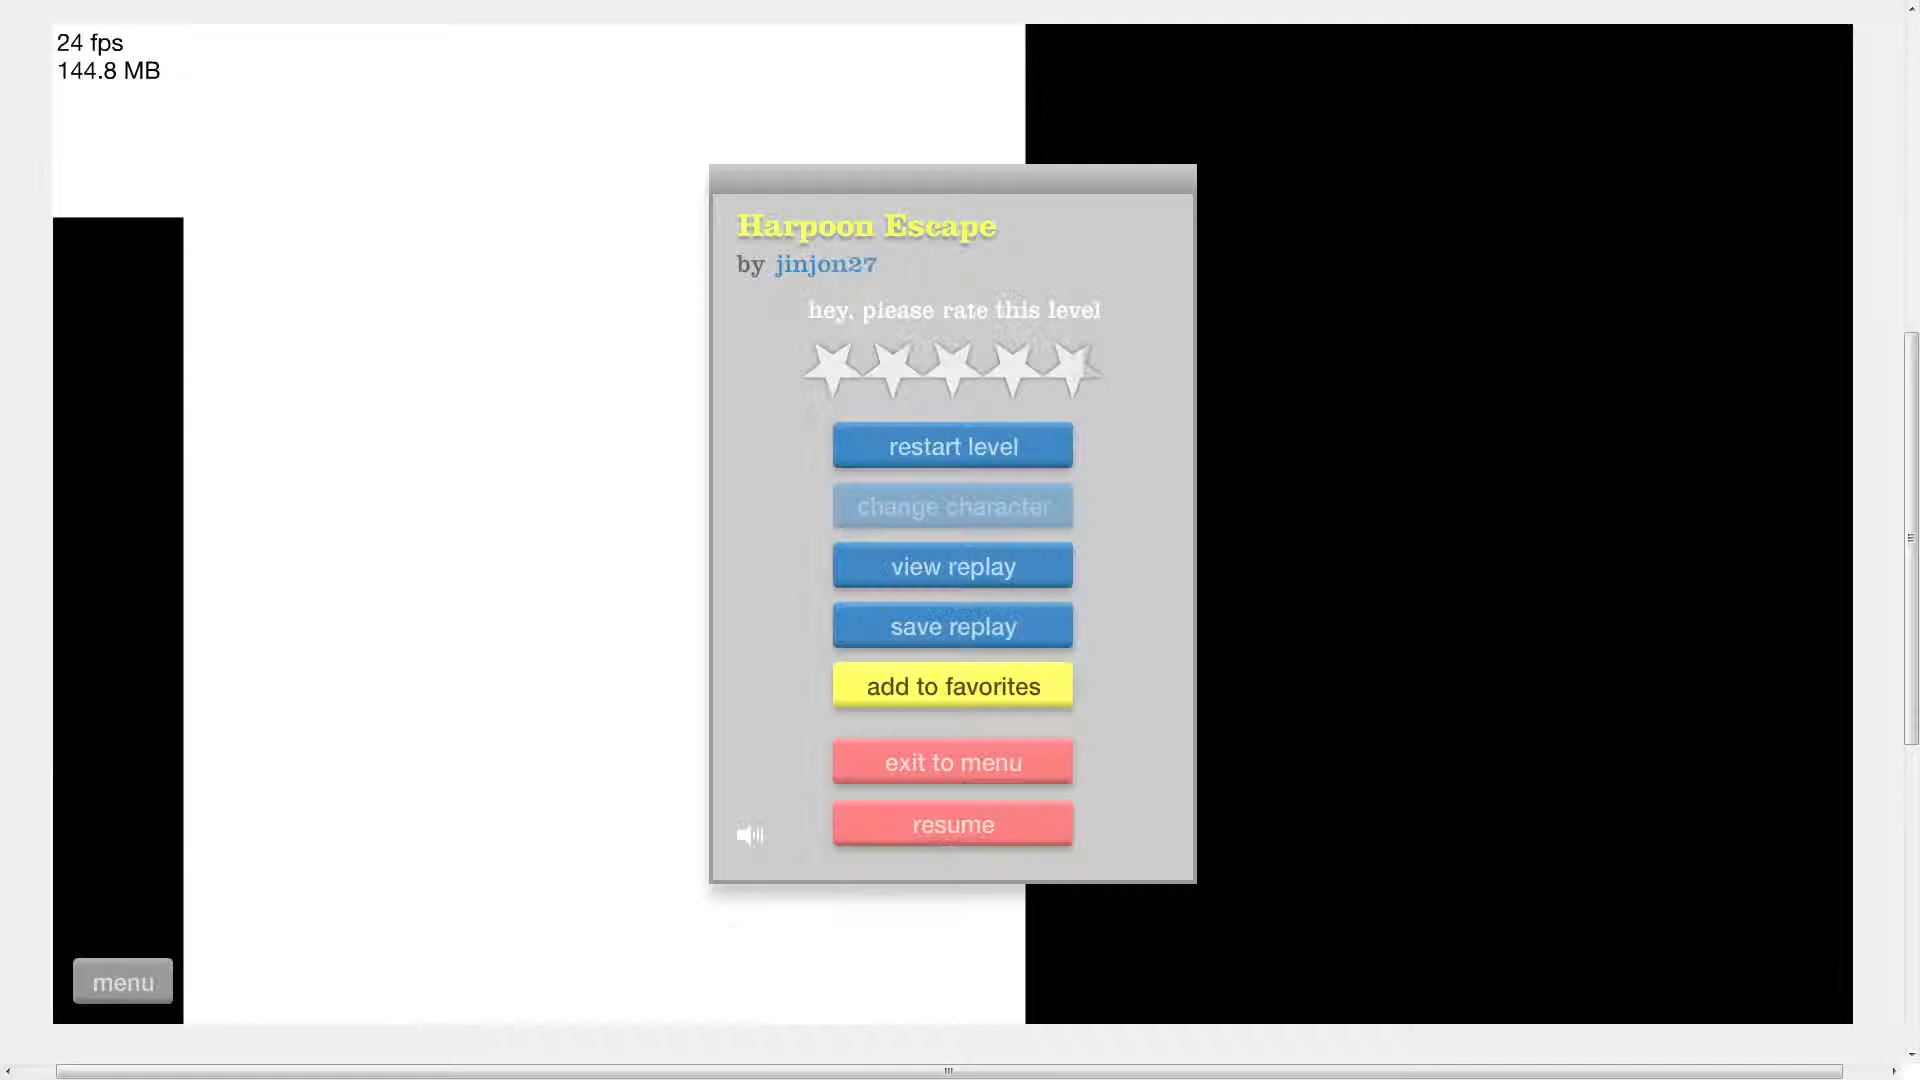 24 fps
144.8 MB
Harpoon Escape
by jinjon27
hey, please rate this level
restart level
change character
view replay
save replay
add to favorites
exit to menu
resume
menu